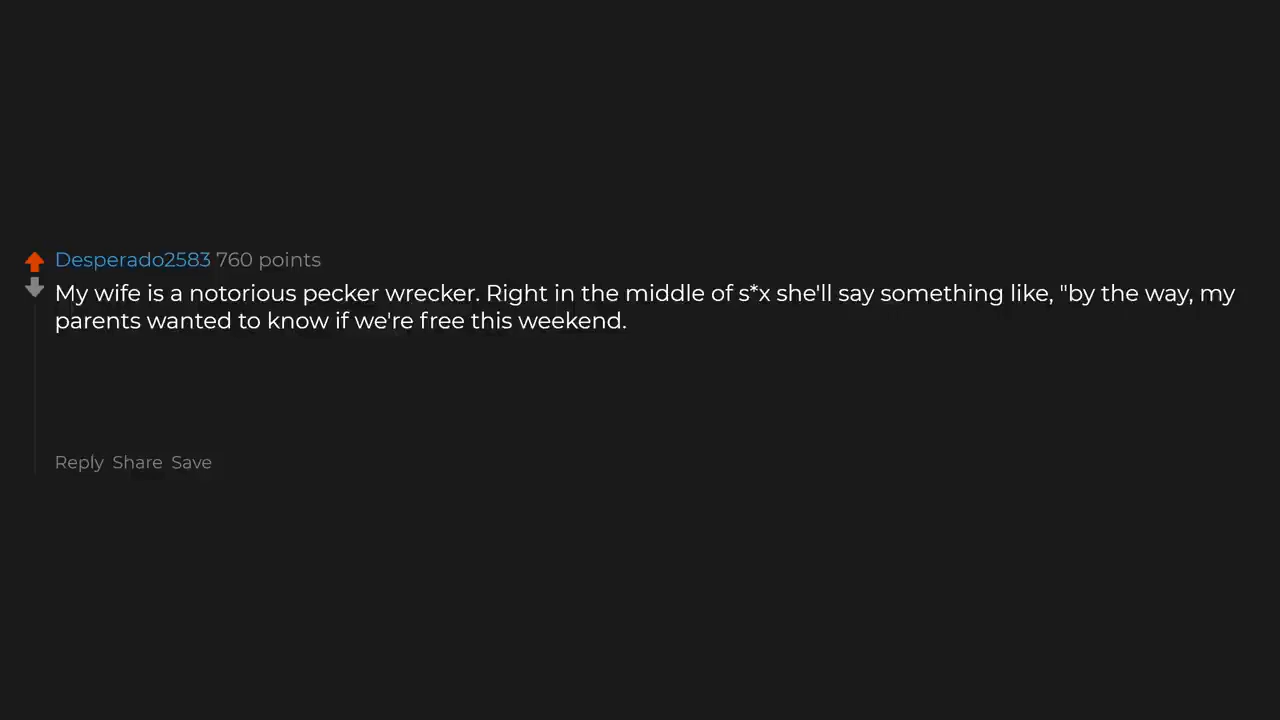 Desperado2583 760 points
My wife is a notorious pecker wrecker. Right in the middle of s*x she'll say something like, "by the way, my
parents wanted to know if we're free this weekend.
Reply Share Save